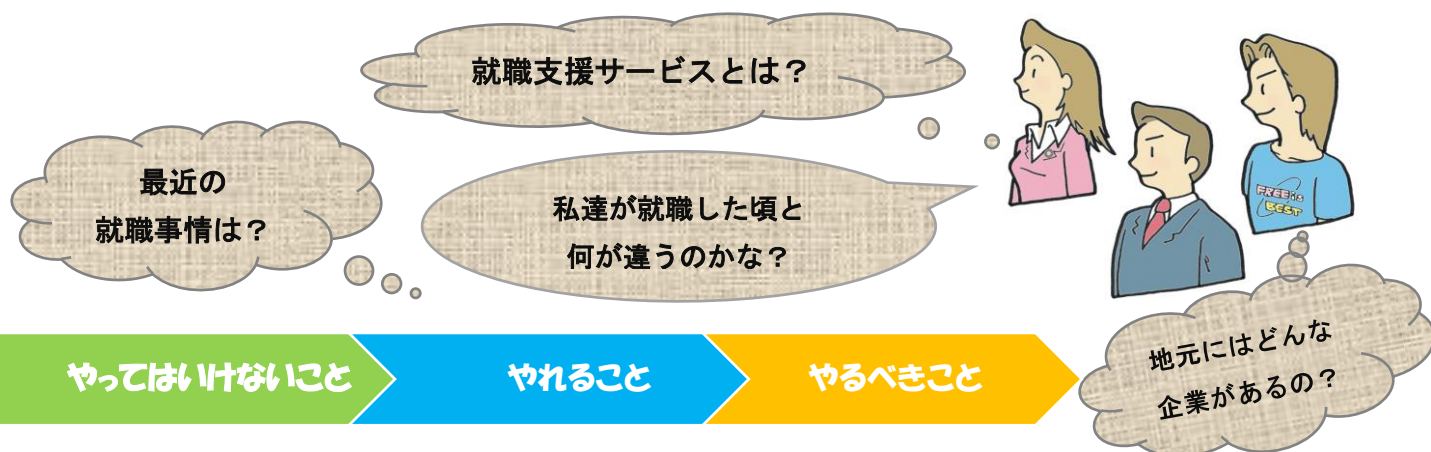 就職支援サービスとは？
最近の
就職事情は？
私達が就職した頃と
何が違うのかな？
FREE is
BEST
地元にはどんな
企業があるの？
やってはいけないこと
やれること
やるべきこと